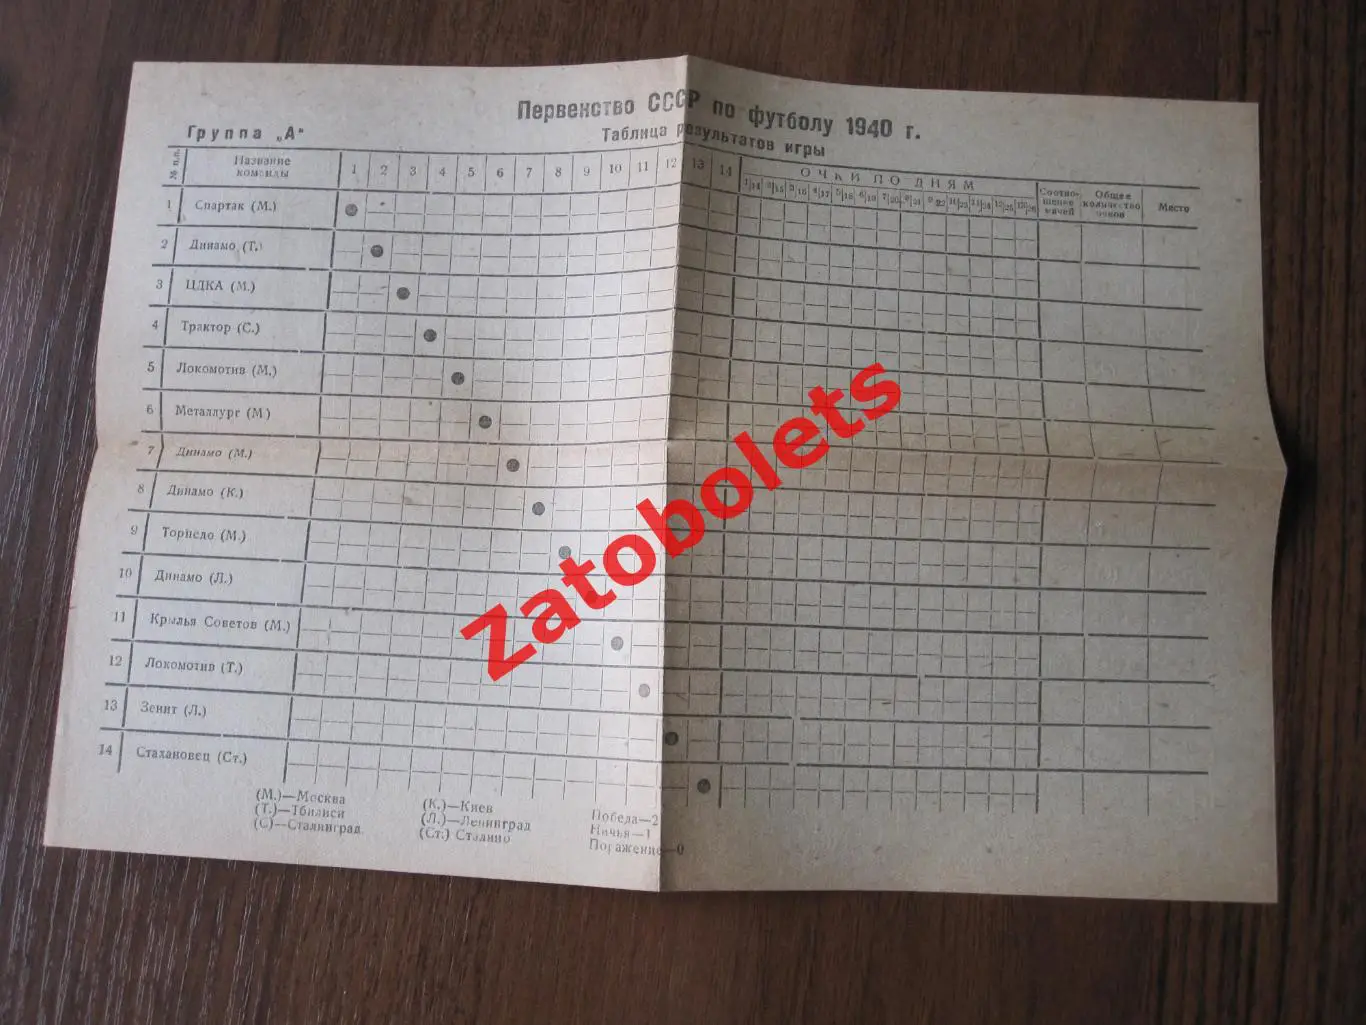 Первенство СССР по футболу 1940 г.
Группа „А"
Таблица результатов игры
№ п.п. Название команды 1 2 3 4 5 6 7 8 9 10 11 12 13 14 ОЧКИ ПО ДНЯМ Соотношение мячей Общее количество очков Место
1 Спартак (М.)
2 Динамо (Т.)
3 ЦДКА (М.)
4 Трактор (С.)
5 Локомотив (М.)
6 Металлург (М)
7 Динамо (М.)
8 Динамо (К.)
9 Торпедо (М.)
10 Динамо (Л.)
11 Крылья Советов (М.)
12 Локомотив (Т.)
13 Зенит (Л.)
14 Стахановец (Ст.)
(М.)—Москва (К.)—Киев Победа—2
(Т.)—Тбилиси (Л.)—Ленинград Ничья—1
(С)—Сталинград (Ст.) Сталино Поражение—0
Zatobolets